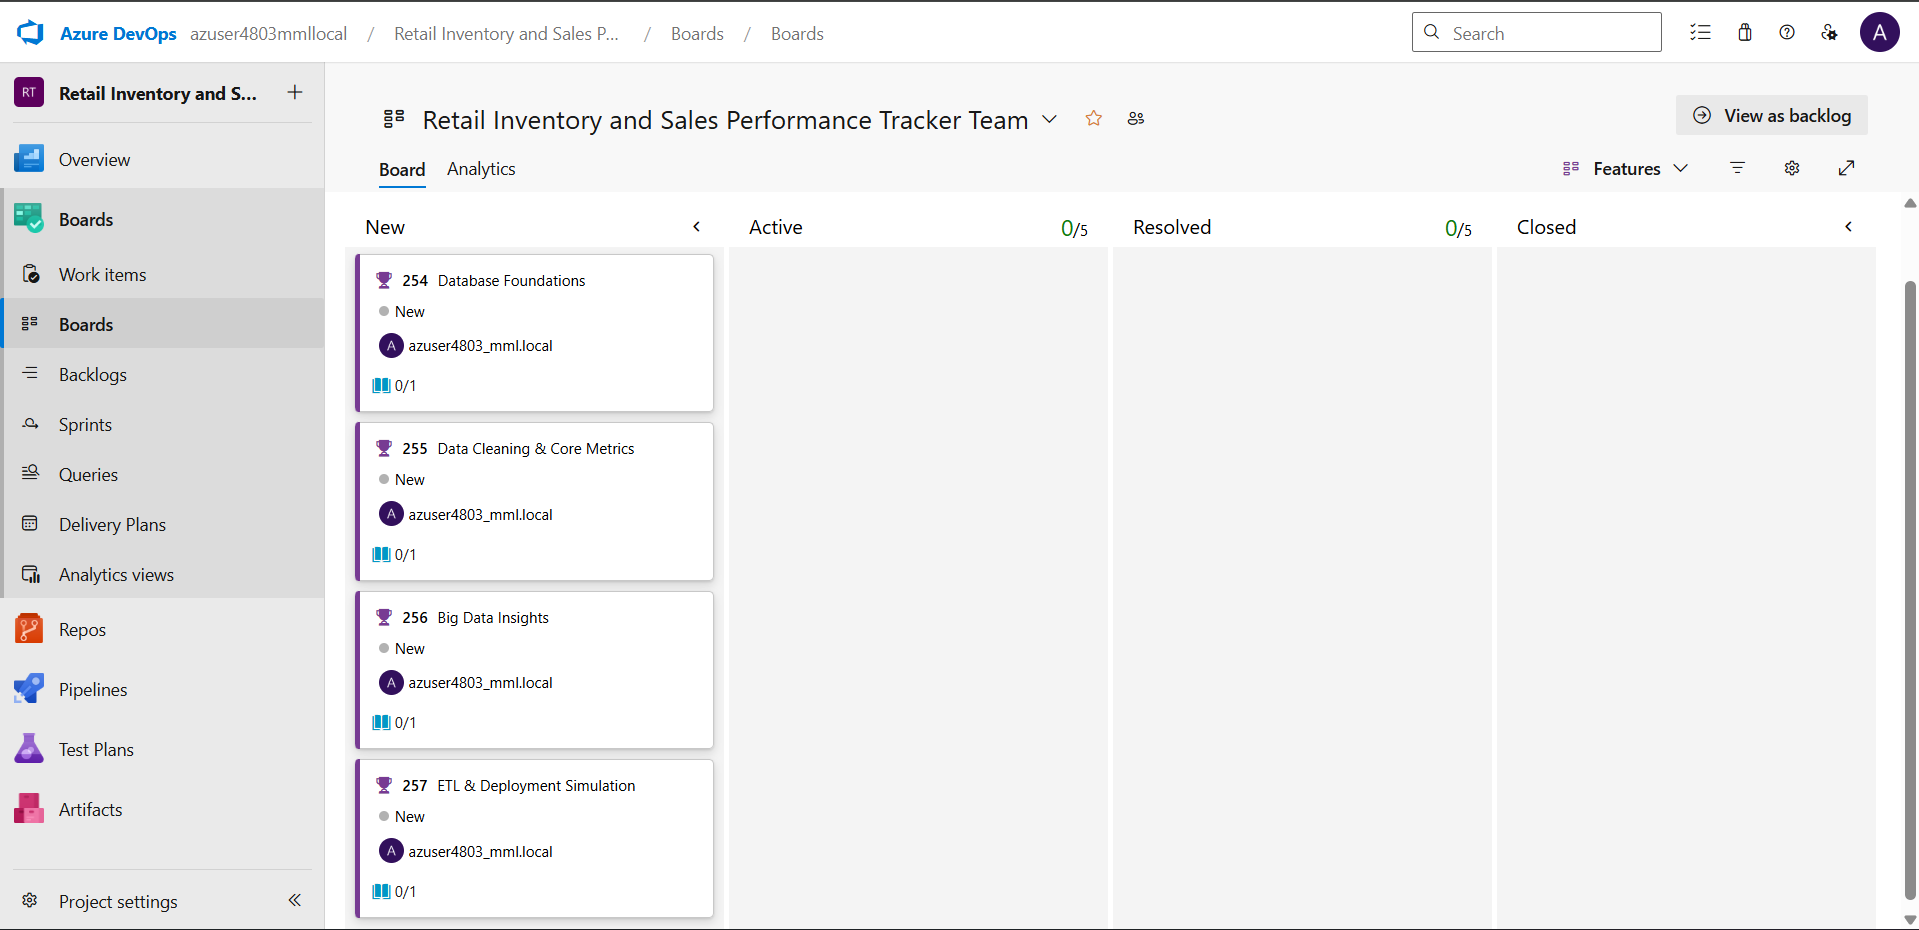 Azure DevOps azuser4803mmllocal / Retail Inventory and Sales P... / Boards / Boards
Search
A
RT Retail Inventory and S...
Overview
Boards
Work items
Boards
Backlogs
Sprints
Queries
Delivery Plans
Analytics views
Repos
Pipelines
Test Plans
Artifacts
Project settings
Retail Inventory and Sales Performance Tracker Team
View as backlog
Board Analytics
Features
New
Active 0/5
Resolved 0/5
Closed
254 Database Foundations
New
A azuser4803_mml.local
0/1
255 Data Cleaning & Core Metrics
New
A azuser4803_mml.local
0/1
256 Big Data Insights
New
A azuser4803_mml.local
0/1
257 ETL & Deployment Simulation
New
A azuser4803_mml.local
0/1